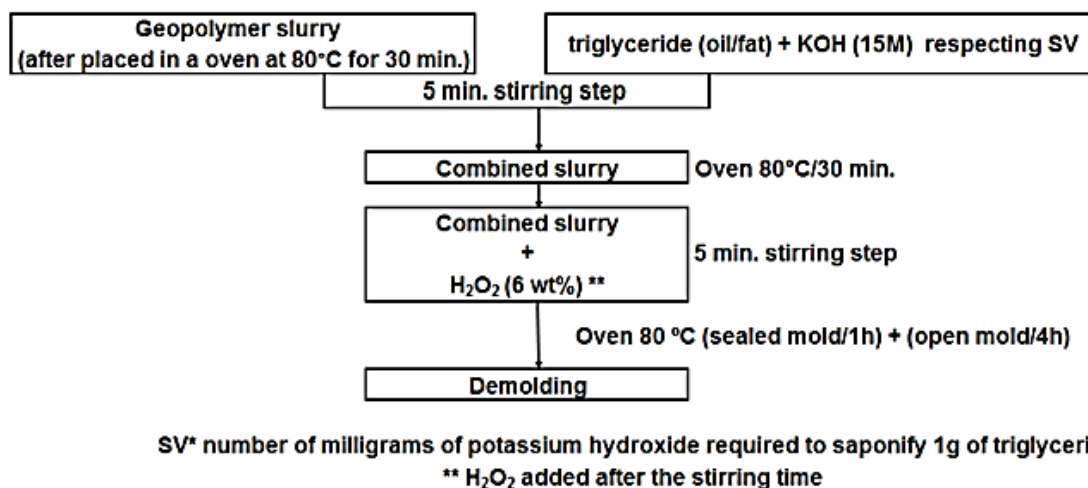 Geopolymer slurry
(after placed in a oven at 80°C for 30 min.)
triglyceride (oil/fat) + KOH (15M) respecting SV
5 min. stirring step
Combined slurry
Oven 80°C/30 min.
Combined slurry
+
H₂O₂ (6 wt%) **
5 min. stirring step
Oven 80 ºC (sealed mold/1h) + (open mold/4h)
Demolding
SV* number of milligrams of potassium hydroxide required to saponify 1g of triglyceri
** H₂O₂ added after the stirring time